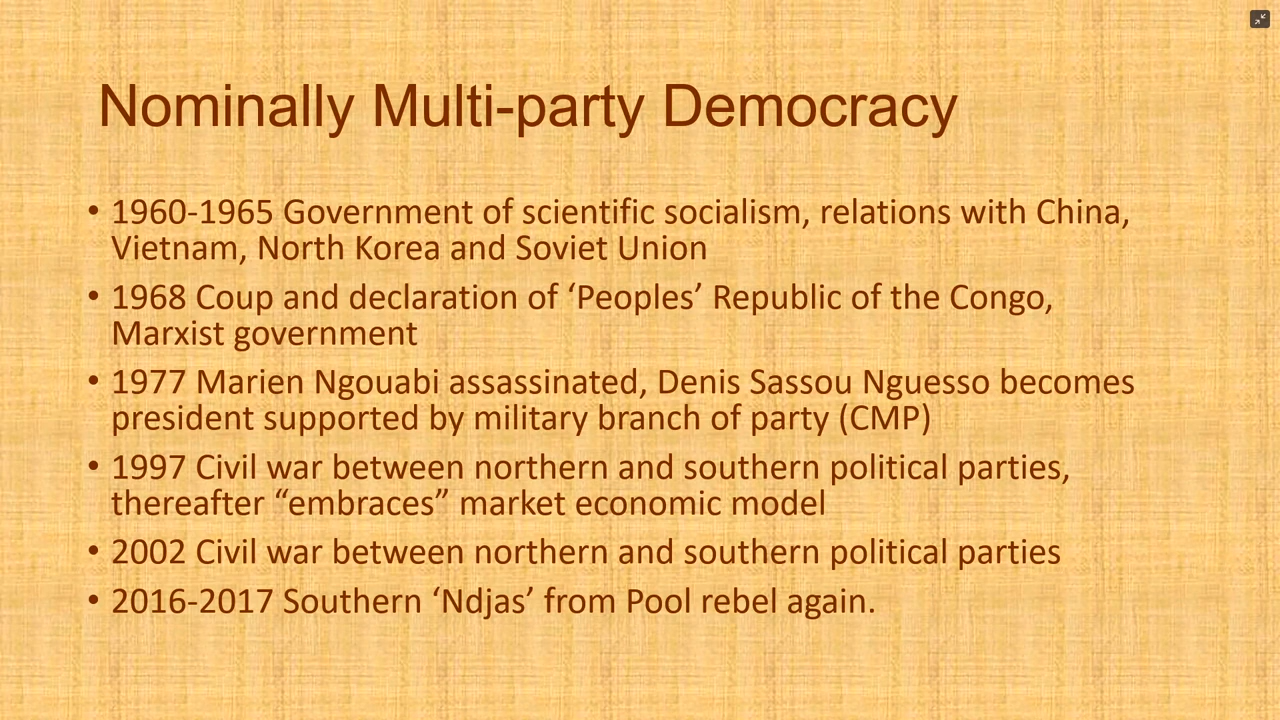 Nominally Multi-party Democracy
• 1960-1965 Government of scientific socialism, relations with China,
Vietnam, North Korea and Soviet Union
• 1968 Coup and declaration of ‘Peoples’ Republic of the Congo,
Marxist government
• 1977 Marien Ngouabi assassinated, Denis Sassou Nguesso becomes
president supported by military branch of party (CMP)
• 1997 Civil war between northern and southern political parties,
thereafter “embraces” market economic model
• 2002 Civil war between northern and southern political parties
• 2016-2017 Southern ‘Ndjas’ from Pool rebel again.